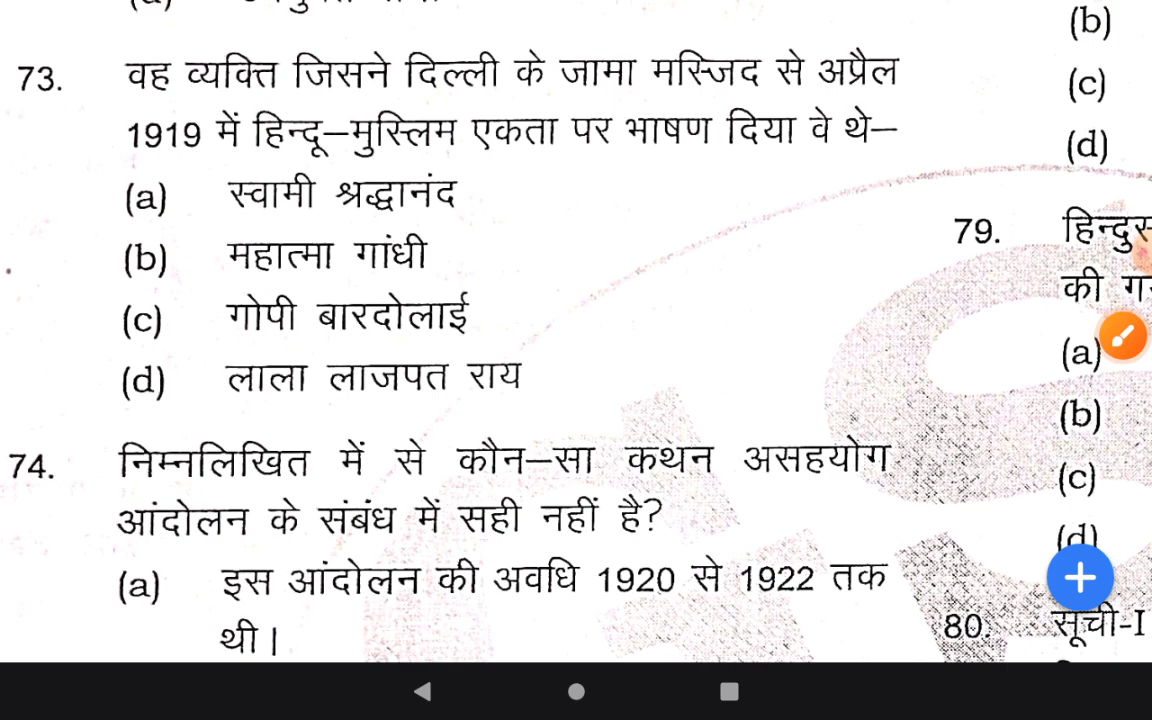 73. वह व्यक्ति जिसने दिल्ली के जामा मस्जिद से अप्रैल
1919 में हिन्दू–मुस्लिम एकता पर भाषण दिया वे थे–
(a) स्वामी श्रद्धानंद
(b) महात्मा गांधी
(c) गोपी बारदोलाई
(d) लाला लाजपत राय
74. निम्नलिखित में से कौन–सा कथन असहयोग
आंदोलन के संबंध में सही नहीं है?
(a) इस आंदोलन की अवधि 1920 से 1922 तक
थी।
(b)
(c)
(d)
79.
की
(a)
(b)
(c)
(d)
80. सूची-I